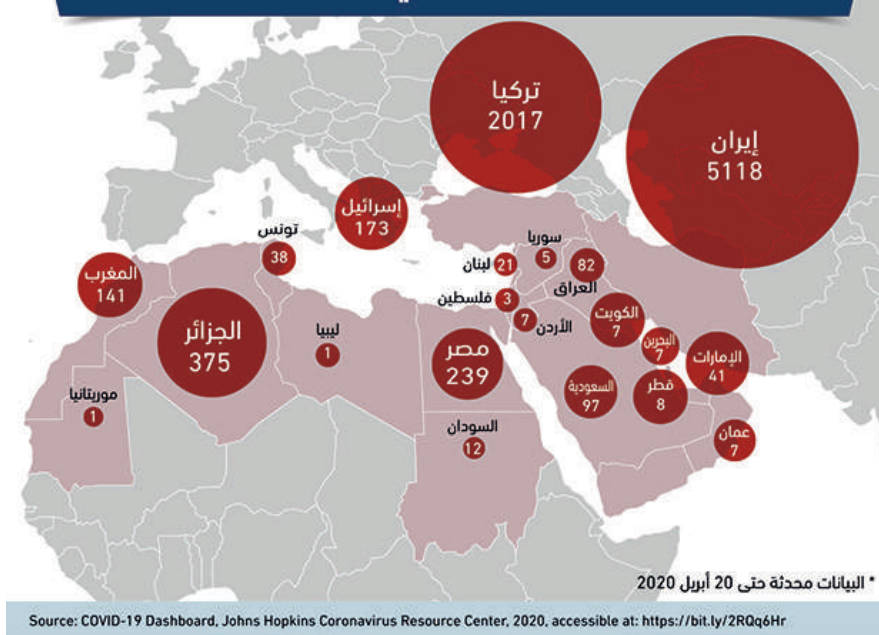 تركيا
2017
إيران
5118
إسرائيل
173
تونس
38
سوريا
5
لبنان
21
82
العراق
المغرب
141
فلسطين
3
الأردن
7
الكويت
7
الجزائر
375
ليبيا
1
مصر
239
البحرين
7
الإمارات
41
السعودية
97
قطر
8
موريتانيا
1
السودان
12
عمان
7
* البيانات محدثة حتى 20 أبريل 2020
Source: COVID-19 Dashboard, Johns Hopkins Coronavirus Resource Center, 2020, accessible at: https://bit.ly/2RQq6Hr